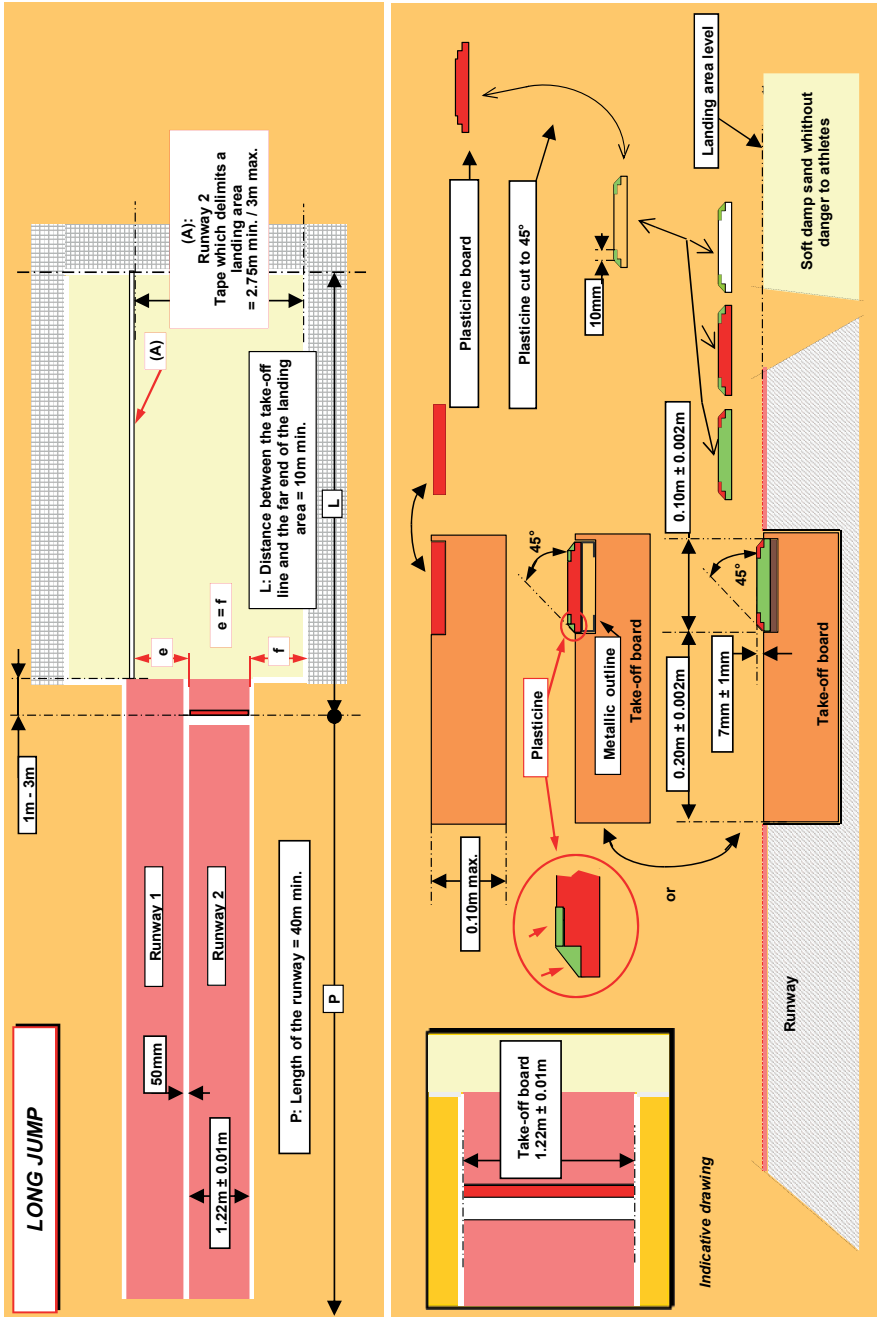 LONG JUMP
1m - 3m
Runway 1
Runway 2
50mm
1.22m ± 0.01m
P: Length of the runway = 40m min.
P
e
e = f
f
(A)
(A):
Runway 2
Tape which delimits a
landing area
= 2.75m min. / 3m max.
L: Distance between the take-off
line and the far end of the landing
area = 10m min.
L
Take-off board
1.22m ± 0.01m
Indicative drawing
0.10m max.
Plasticine
45°
Metallic outline
Take-off board
or
Plasticine board
Plasticine cut to 45°
10mm
0.20m ± 0.002m
0.10m ± 0.002m
7mm ± 1mm
45°
Take-off board
Runway
Landing area level
Soft damp sand whithout
danger to athletes